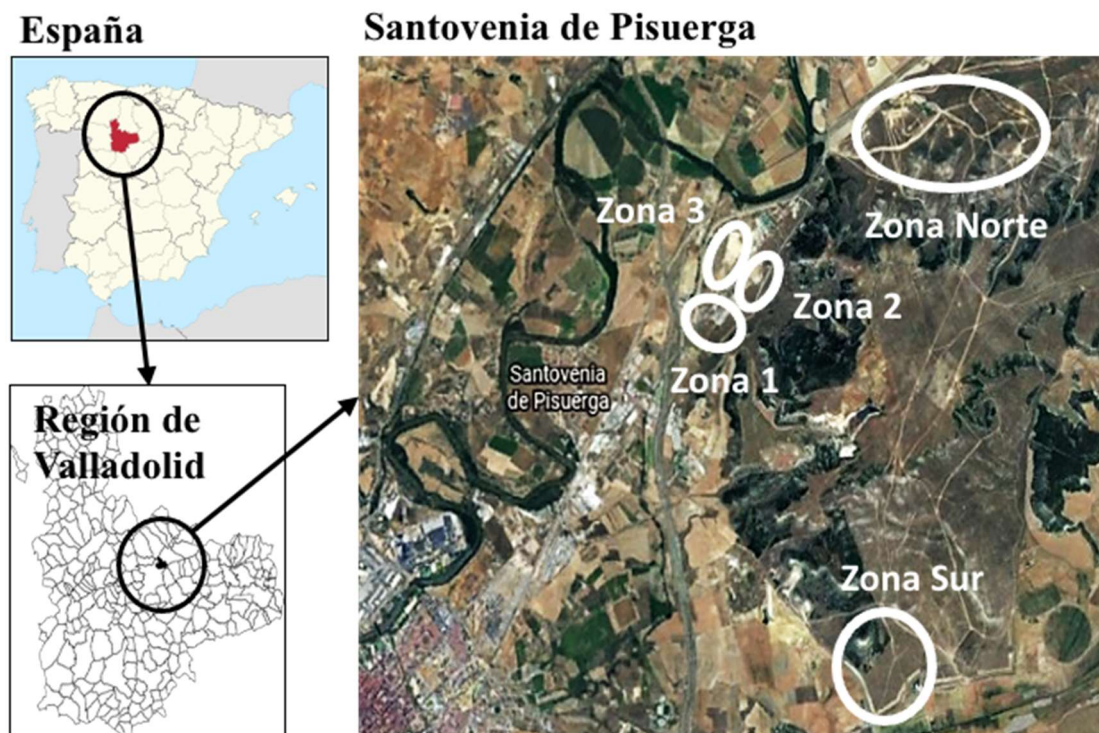 España
Santovenia de Pisuerga
Zona 3
Zona Norte
Zona 2
Zona 1
Santovenia
de Pisuerga
Región de
Valladolid
Zona Sur